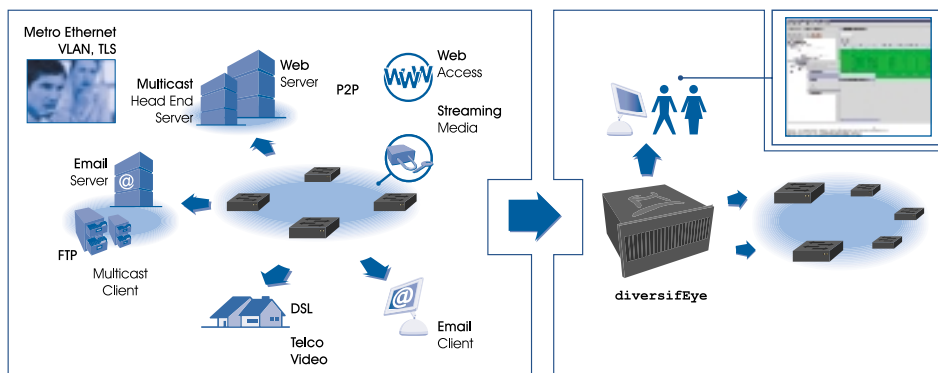 Metro Ethernet
VLAN, TLS
Multicast
Head End
Server
Web
Server
P2P
WWW
Web
Access
Streaming
Media
Email
Server
@
FTP
Multicast
Client
DSL
Telco
Video
@
Email
Client
diversifEye